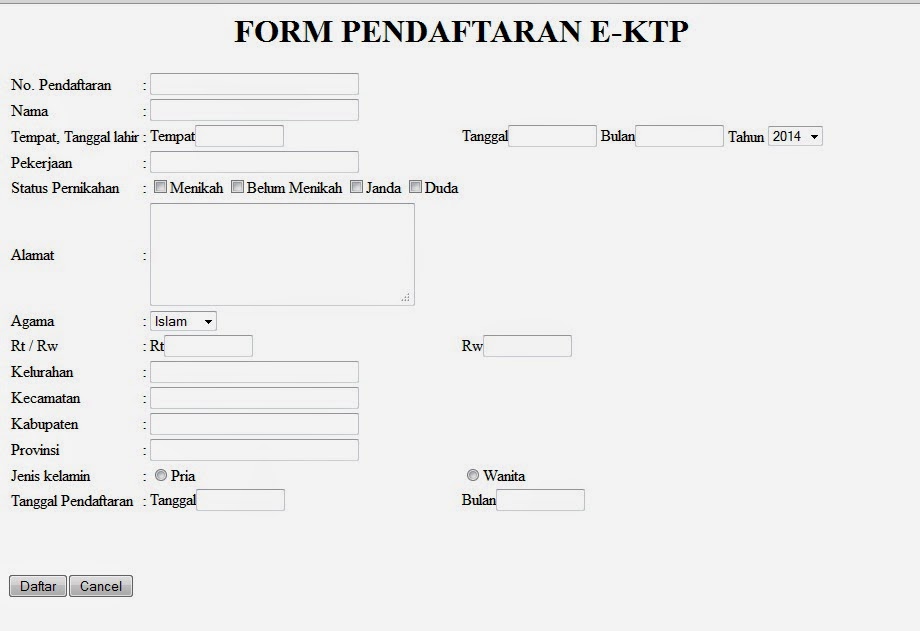 FORM PENDAFTARAN E-KTP
No. Pendaftaran :
Nama :
Tempat, Tanggal lahir : Tempat Tanggal Bulan Tahun 2014
Pekerjaan :
Status Pernikahan : Menikah Belum Menikah Janda Duda
Alamat :
Agama : Islam
Rt / Rw : Rt Rw
Kelurahan :
Kecamatan :
Kabupaten :
Provinsi :
Jenis kelamin : Pria Wanita
Tanggal Pendaftaran : Tanggal Bulan
Daftar Cancel